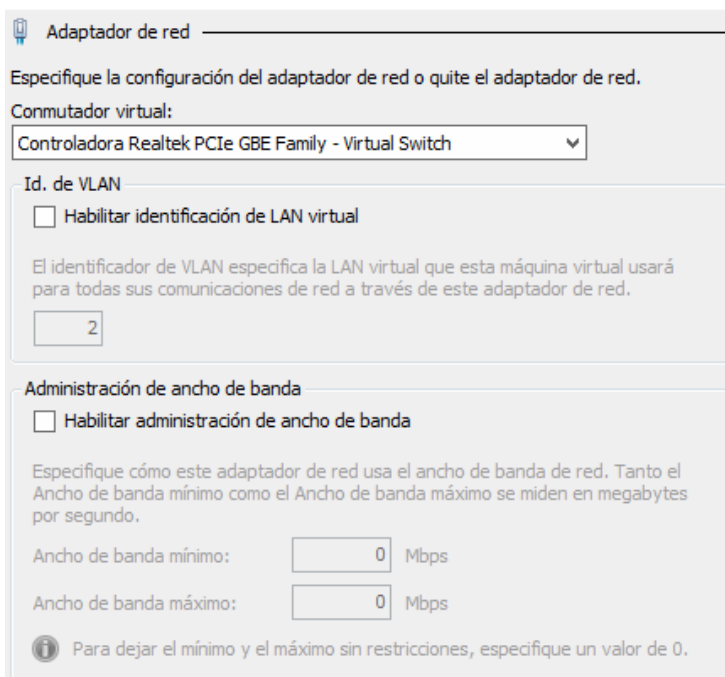 Adaptador de red
Especifique la configuración del adaptador de red o quite el adaptador de red.
Conmutador virtual:
Controladora Realtek PCIe GBE Family - Virtual Switch
Id. de VLAN
Habilitar identificación de LAN virtual
El identificador de VLAN especifica la LAN virtual que esta máquina virtual usará
para todas sus comunicaciones de red a través de este adaptador de red.
2
Administración de ancho de banda
Habilitar administración de ancho de banda
Especifique cómo este adaptador de red usa el ancho de banda de red. Tanto el
Ancho de banda mínimo como el Ancho de banda máximo se miden en megabytes
por segundo.
Ancho de banda mínimo: 0 Mbps
Ancho de banda máximo: 0 Mbps
Para dejar el mínimo y el máximo sin restricciones, especifique un valor de 0.